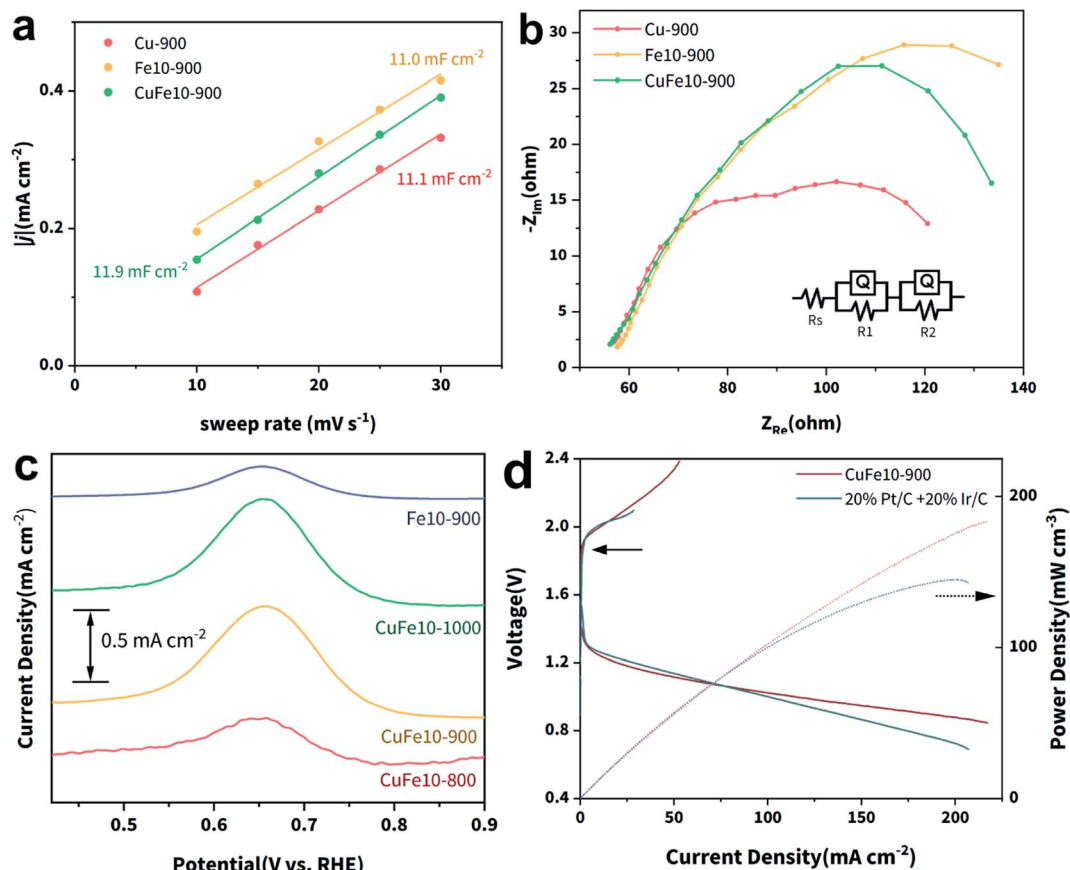 a
Cu-900
Fe10-900
CuFe10-900
11.0 mF cm-2
11.1 mF cm-2
11.9 mF cm-2
|j|(mA cm-2)
0.4
0.2
0.0
0 10 20 30
sweep rate (mV s-1)
b
Cu-900
Fe10-900
CuFe10-900
-ZIm(ohm)
30
25
20
15
10
5
0
Q Q
Rs R1 R2
60 80 100 120 140
ZRe(ohm)
c
Fe10-900
CuFe10-1000
0.5 mA cm-2
CuFe10-900
CuFe10-800
Current Density(mA cm-2)
0.5 0.6 0.7 0.8 0.9
Potential(V vs. RHE)
d
CuFe10-900
20% Pt/C +20% Ir/C
Voltage(V)
2.4
2.0
1.6
1.2
0.8
0.4
200
100
0
Power Density(mW cm-3)
0 50 100 150 200
Current Density(mA cm-2)